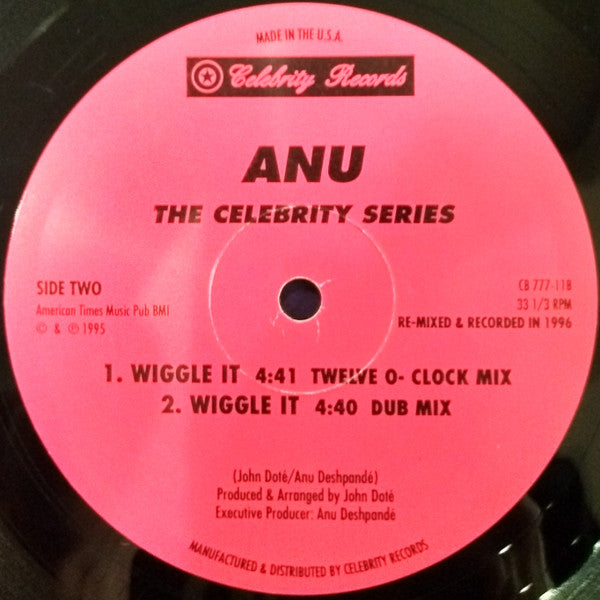 MADE IN THE U.S.A.
Celebrity Records
ANU
THE CELEBRITY SERIES
SIDE TWO
American Times Music Pub BMI
© & ℗ 1995
CB 777-11B
33 1/3 RPM
RE-MIXED & RECORDED IN 1996
1. WIGGLE IT 4:41 TWELVE O- CLOCK MIX
2. WIGGLE IT 4:40 DUB MIX
(John Doté/Anu Deshpandé)
Produced & Arranged by John Doté
Executive Producer: Anu Deshpandé
MANUFACTURED & DISTRIBUTED BY CELEBRITY RECORDS